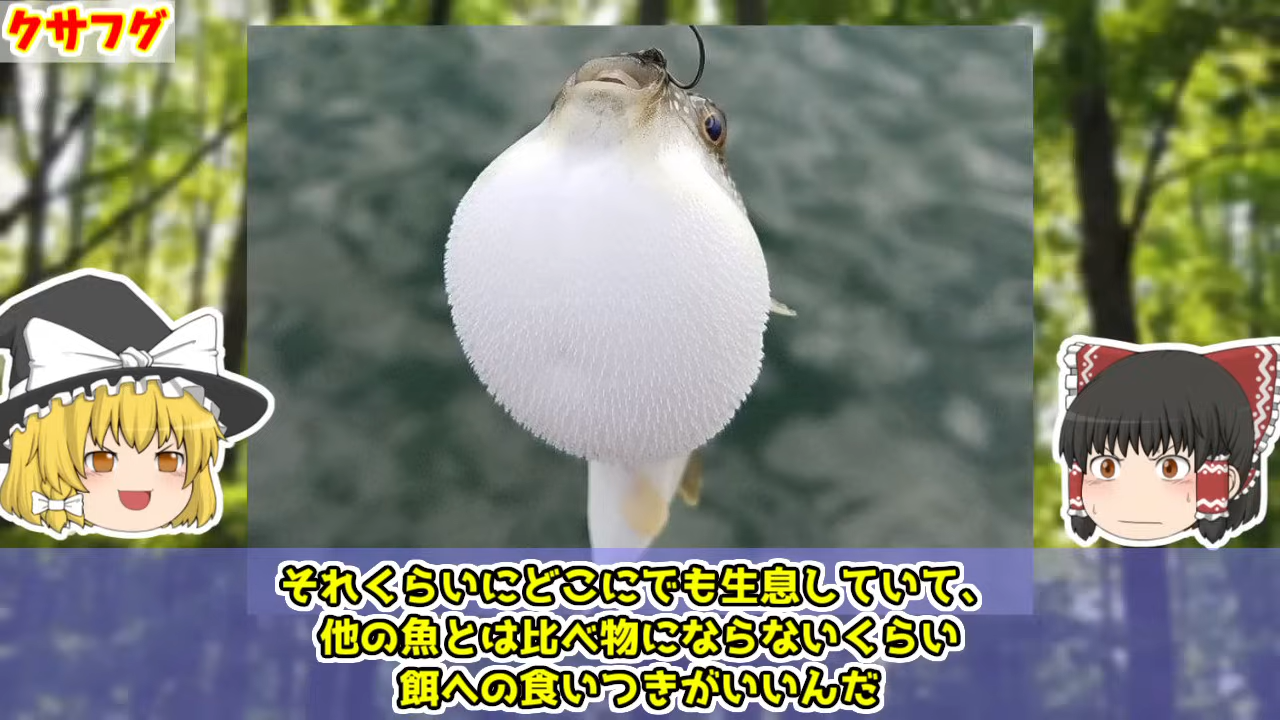 クサフグ
それくらいにどこにでも生息していて、
他の魚とは比べ物にならないくらい
餌への食いつきがいいんだ